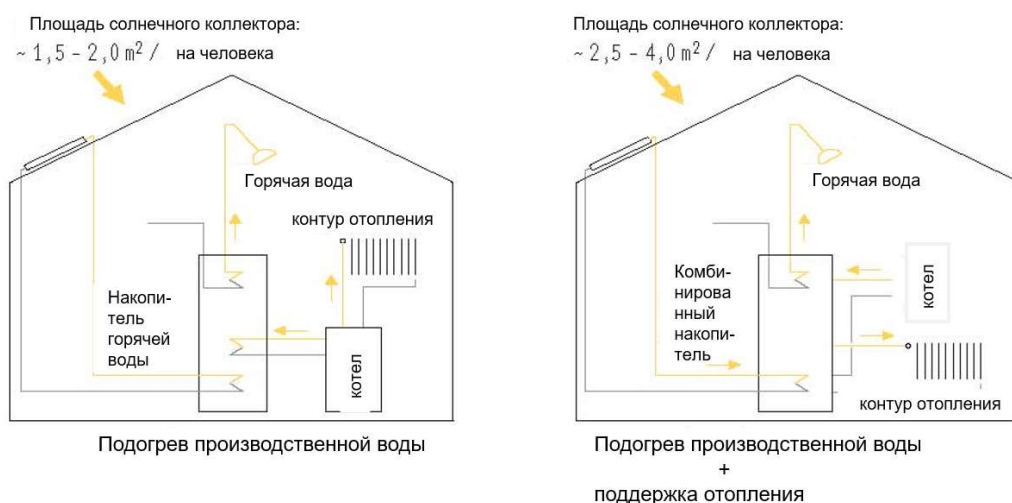 Площадь солнечного коллектора:
~ 1,5 – 2,0 m² / на человека
Горячая вода
контур отопления
Накопи-
тель
горячей
воды
котел
Подогрев производственной воды
Площадь солнечного коллектора:
~ 2,5 – 4,0 m² / на человека
Горячая вода
Комби-
нирова
нный
накопи-
тель
котел
контур отопления
Подогрев производственной воды
+
поддержка отопления